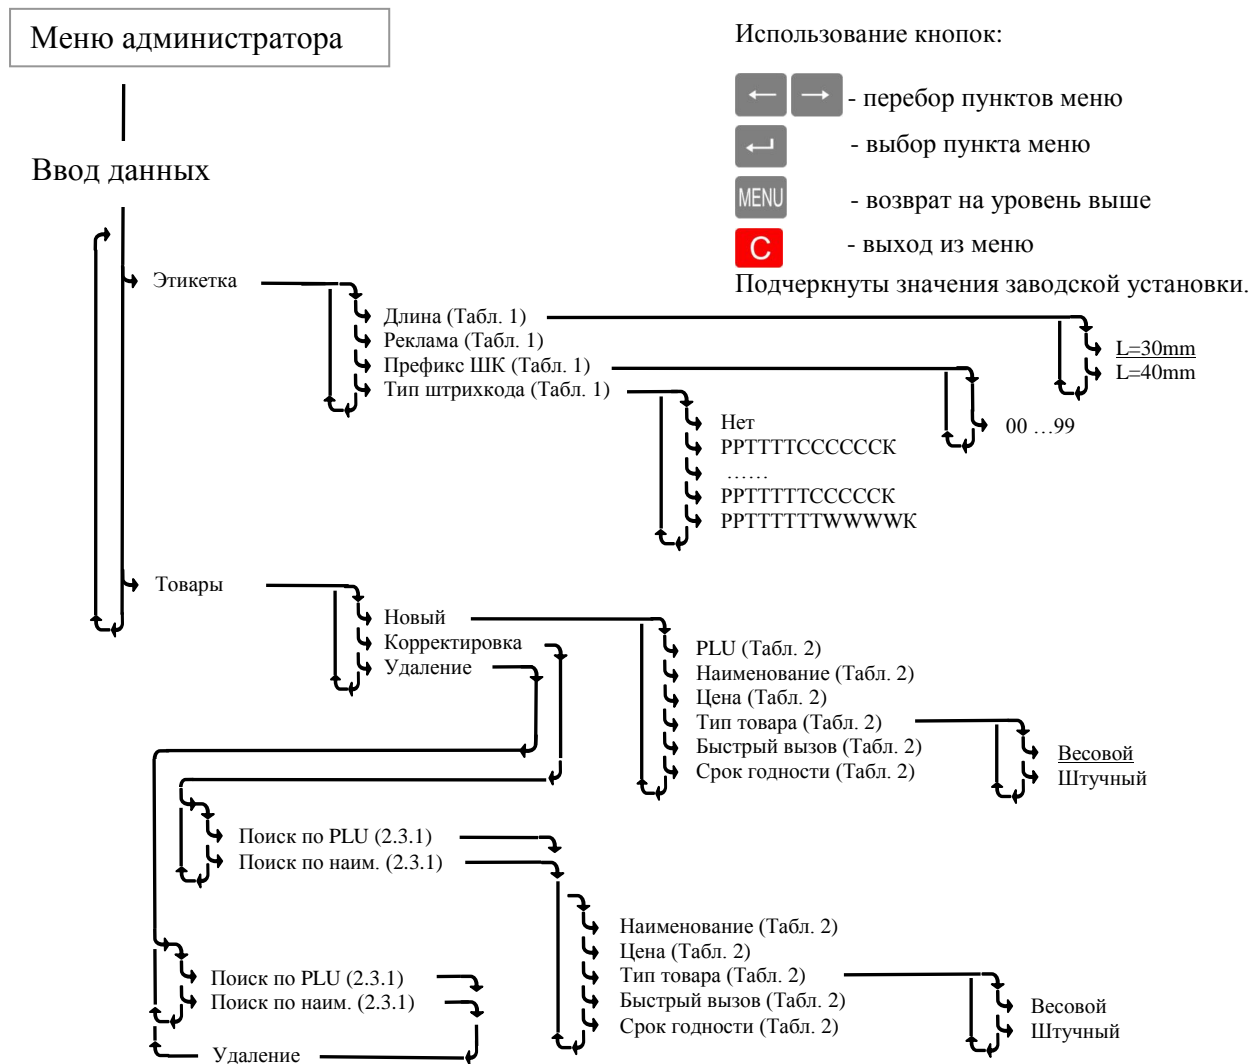 Меню администратора
Использование кнопок:
← → - перебор пунктов меню
- выбор пункта меню
MENU - возврат на уровень выше
C - выход из меню
Подчеркнуты значения заводской установки.
Ввод данных
Этикетка
Длина (Табл. 1)
Реклама (Табл. 1)
Префикс ШК (Табл. 1)
Тип штрихкода (Табл. 1)
L=30mm
L=40mm
00 …99
Нет
РРТТТТССССССК
……
РРТТТТТСССССК
РРТТТТТТWWWWК
Товары
Новый
Корректировка
Удаление
PLU (Табл. 2)
Наименование (Табл. 2)
Цена (Табл. 2)
Тип товара (Табл. 2)
Быстрый вызов (Табл. 2)
Срок годности (Табл. 2)
Весовой
Штучный
Поиск по PLU (2.3.1)
Поиск по наим. (2.3.1)
Наименование (Табл. 2)
Цена (Табл. 2)
Тип товара (Табл. 2)
Быстрый вызов (Табл. 2)
Срок годности (Табл. 2)
Весовой
Штучный
Поиск по PLU (2.3.1)
Поиск по наим. (2.3.1)
Удаление